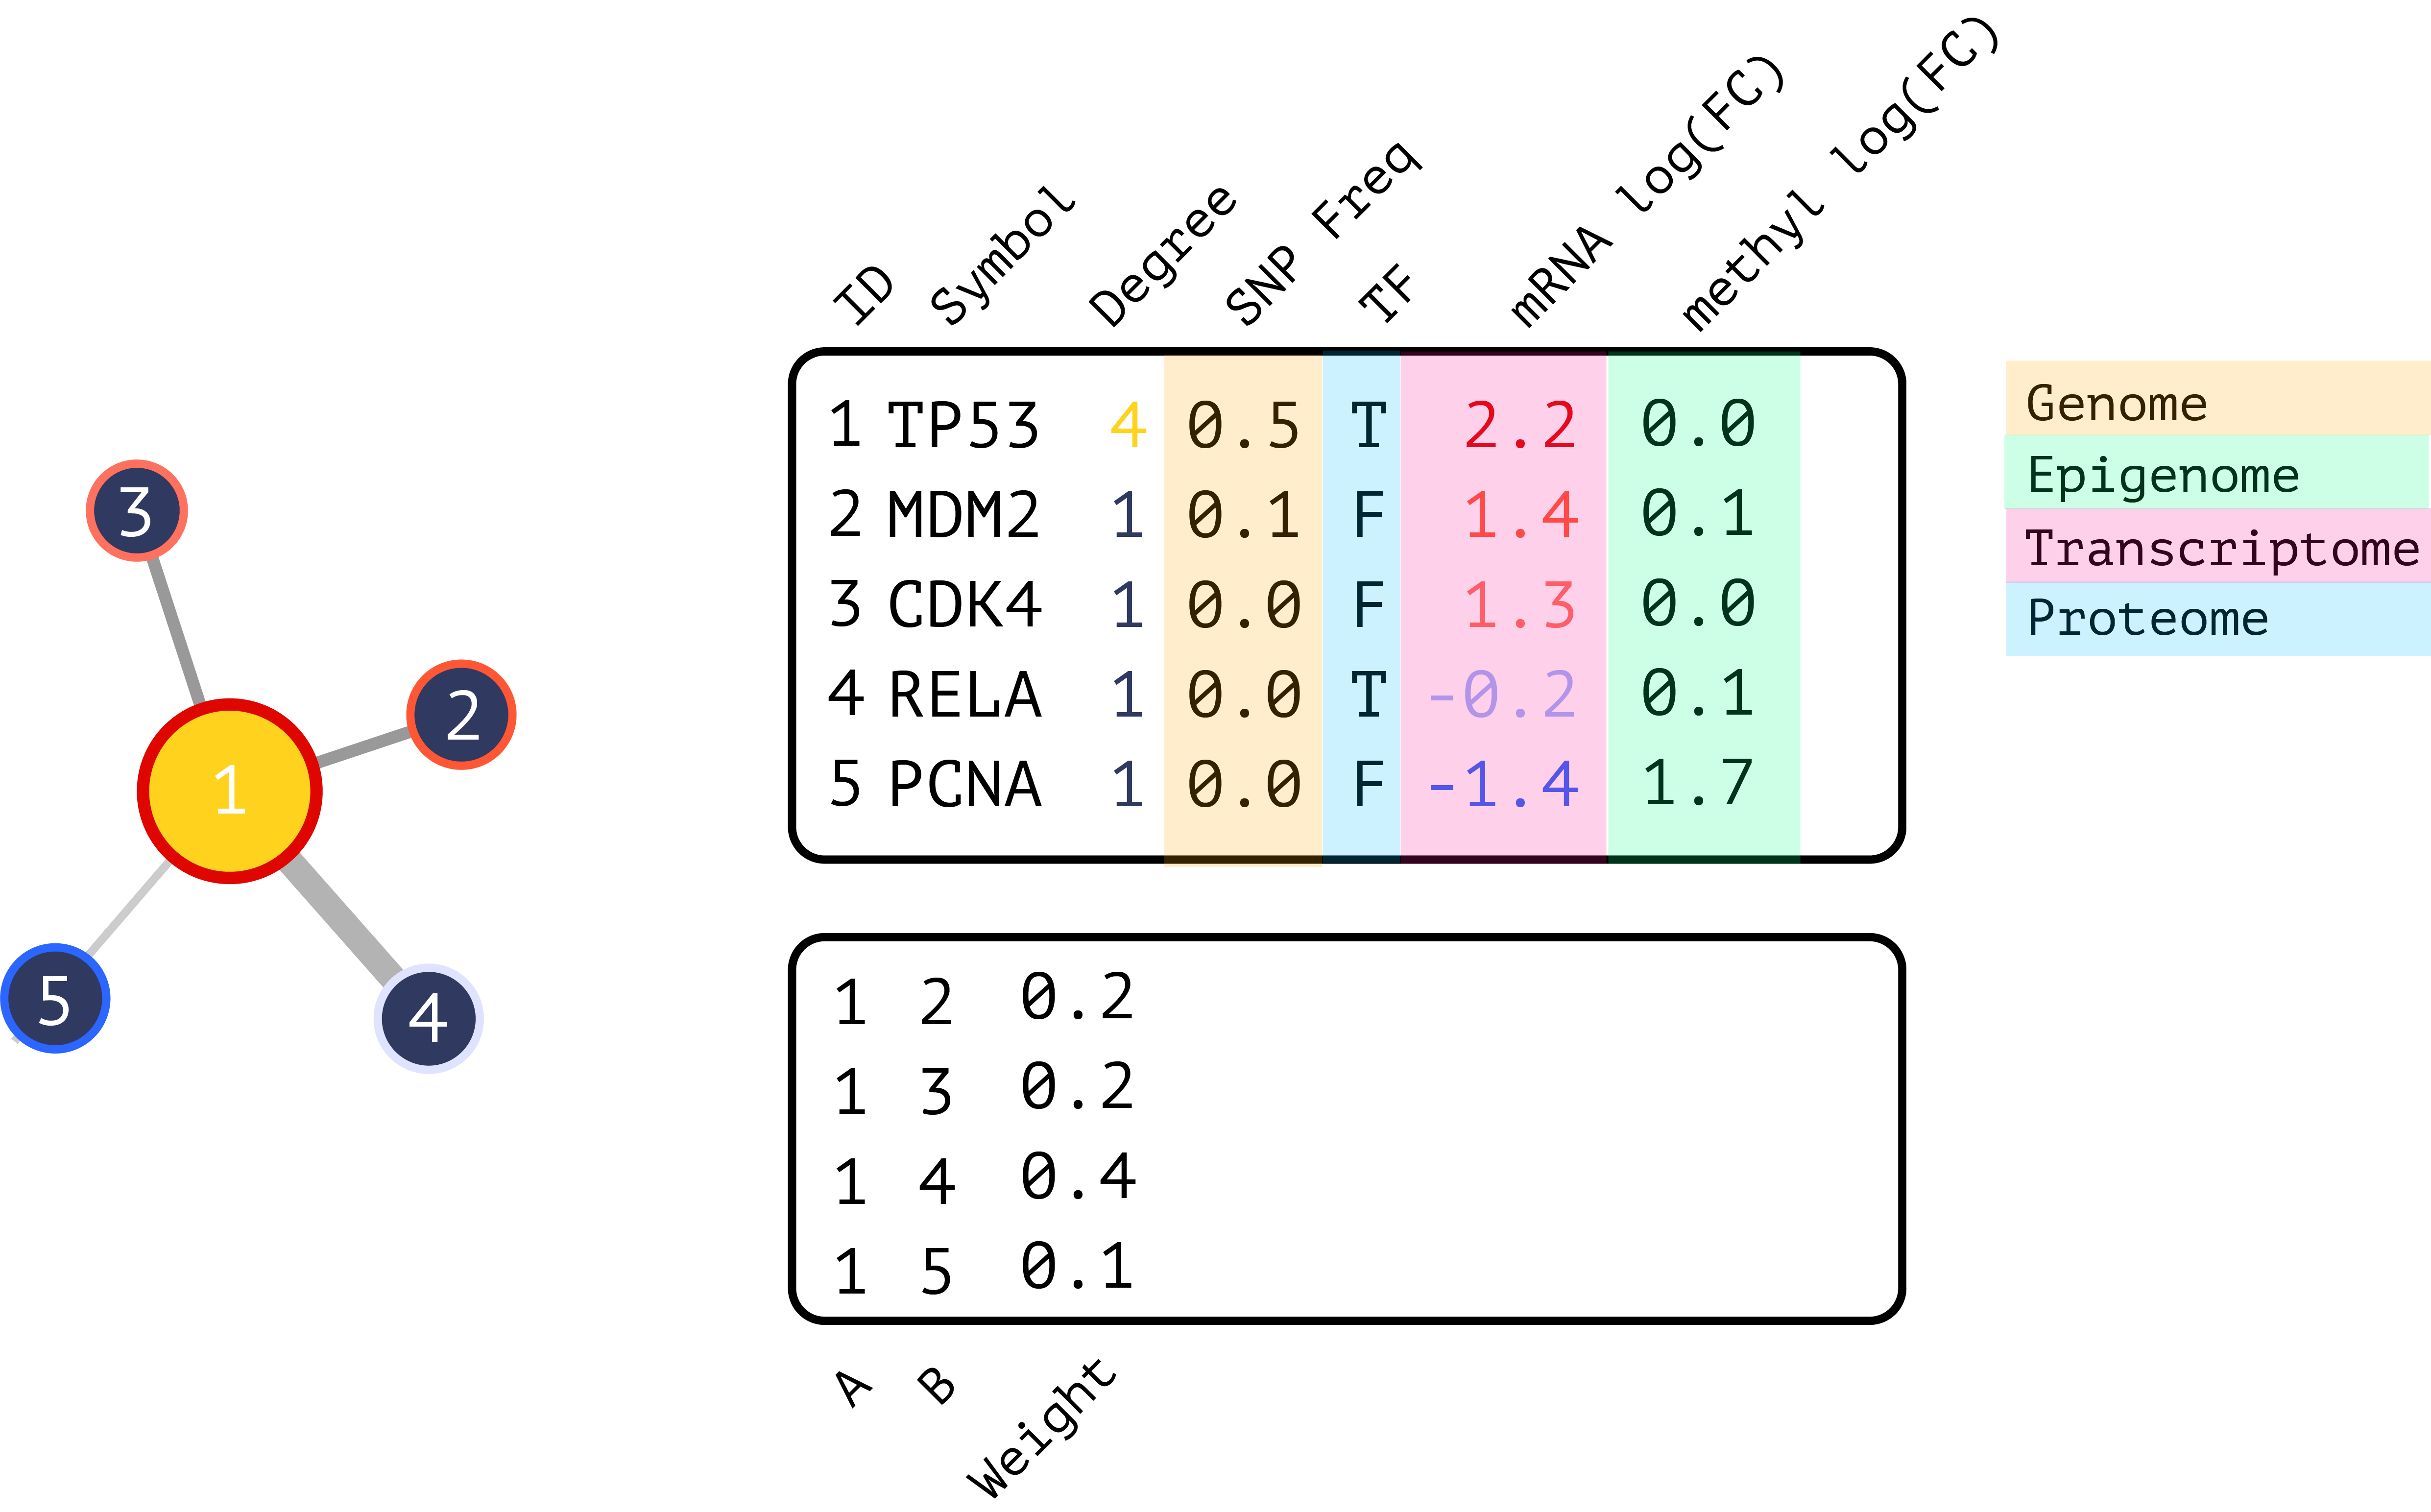 ID Symbol Degree SNP Freq TF mRNA log(FC) methyl log(FC)
1 TP53 4 0.5 T 2.2 0.0
2 MDM2 1 0.1 F 1.4 0.1
3 CDK4 1 0.0 F 1.3 0.0
4 RELA 1 0.0 T -0.2 0.1
5 PCNA 1 0.0 F -1.4 1.7
Genome
Epigenome
Transcriptome
Proteome
3
2
1
5
4
1 2 0.2
1 3 0.2
1 4 0.4
1 5 0.1
A B Weight